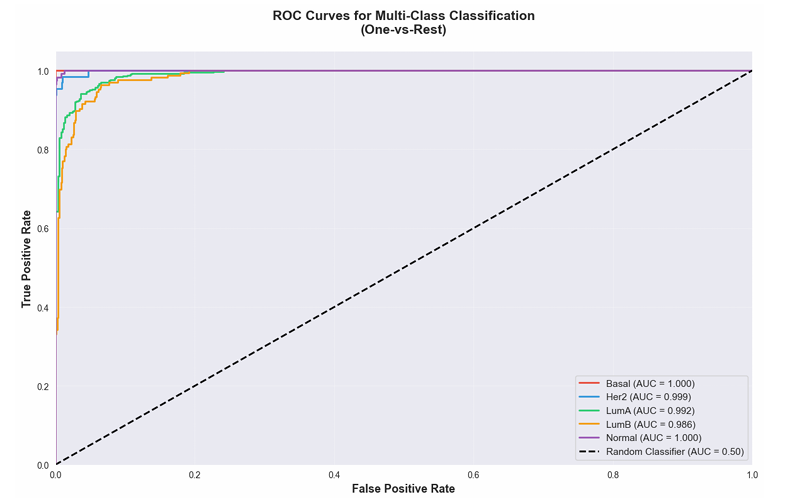 ROC Curves for Multi-Class Classification
(One-vs-Rest)
True Positive Rate
1.0
0.8
0.6
0.4
0.2
0.0
0.0
0.2
0.4
0.6
0.8
1.0
False Positive Rate
Basal (AUC = 1.000)
Her2 (AUC = 0.999)
LumA (AUC = 0.992)
LumB (AUC = 0.986)
Normal (AUC = 1.000)
Random Classifier (AUC = 0.50)